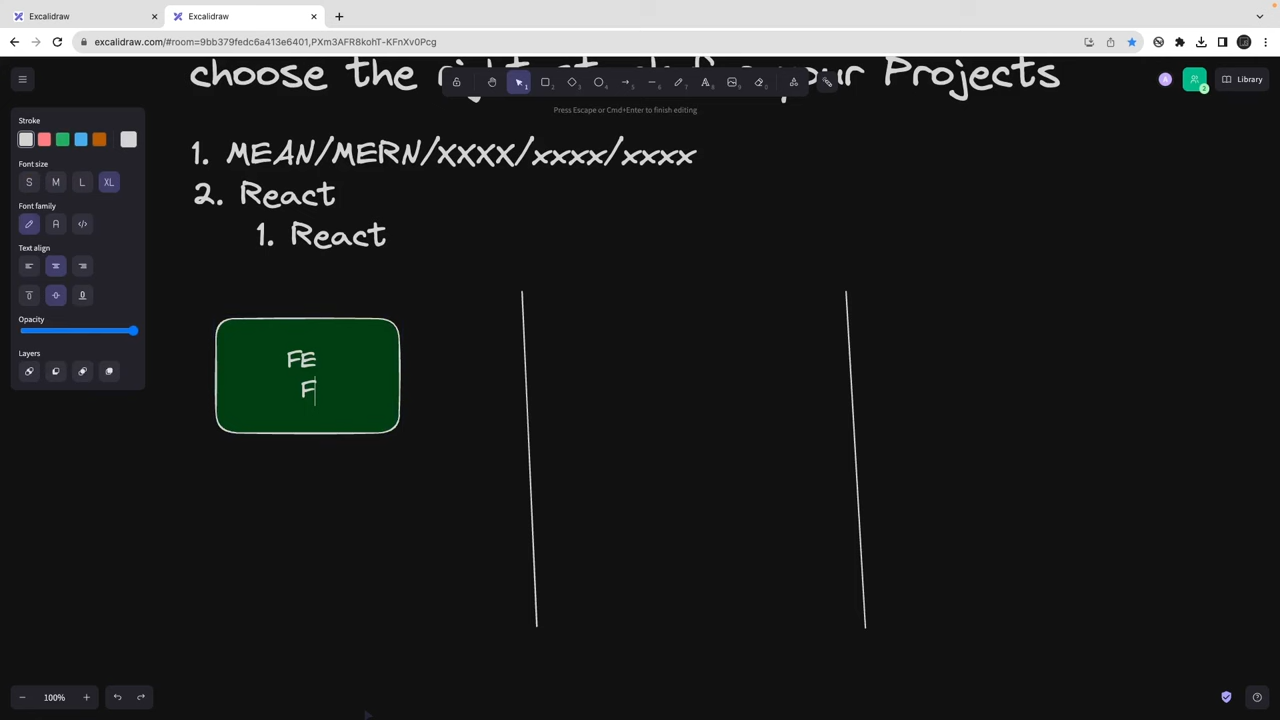 Excalidraw
Excalidraw
excalidraw.com/#room=9bb379fedc6a413e6401,PXm3AFR8kohT-KFnXv0Pcg
choose the right your Projects
Press Escape or Cmd+Enter to finish editing
Library
Stroke
Font size
S M L XL
Font family
A
Text align
Opacity
Layers
1. MEAN/MERN/XXXX/xxxx/xxxx
2. React
1. React
FE
F
100%